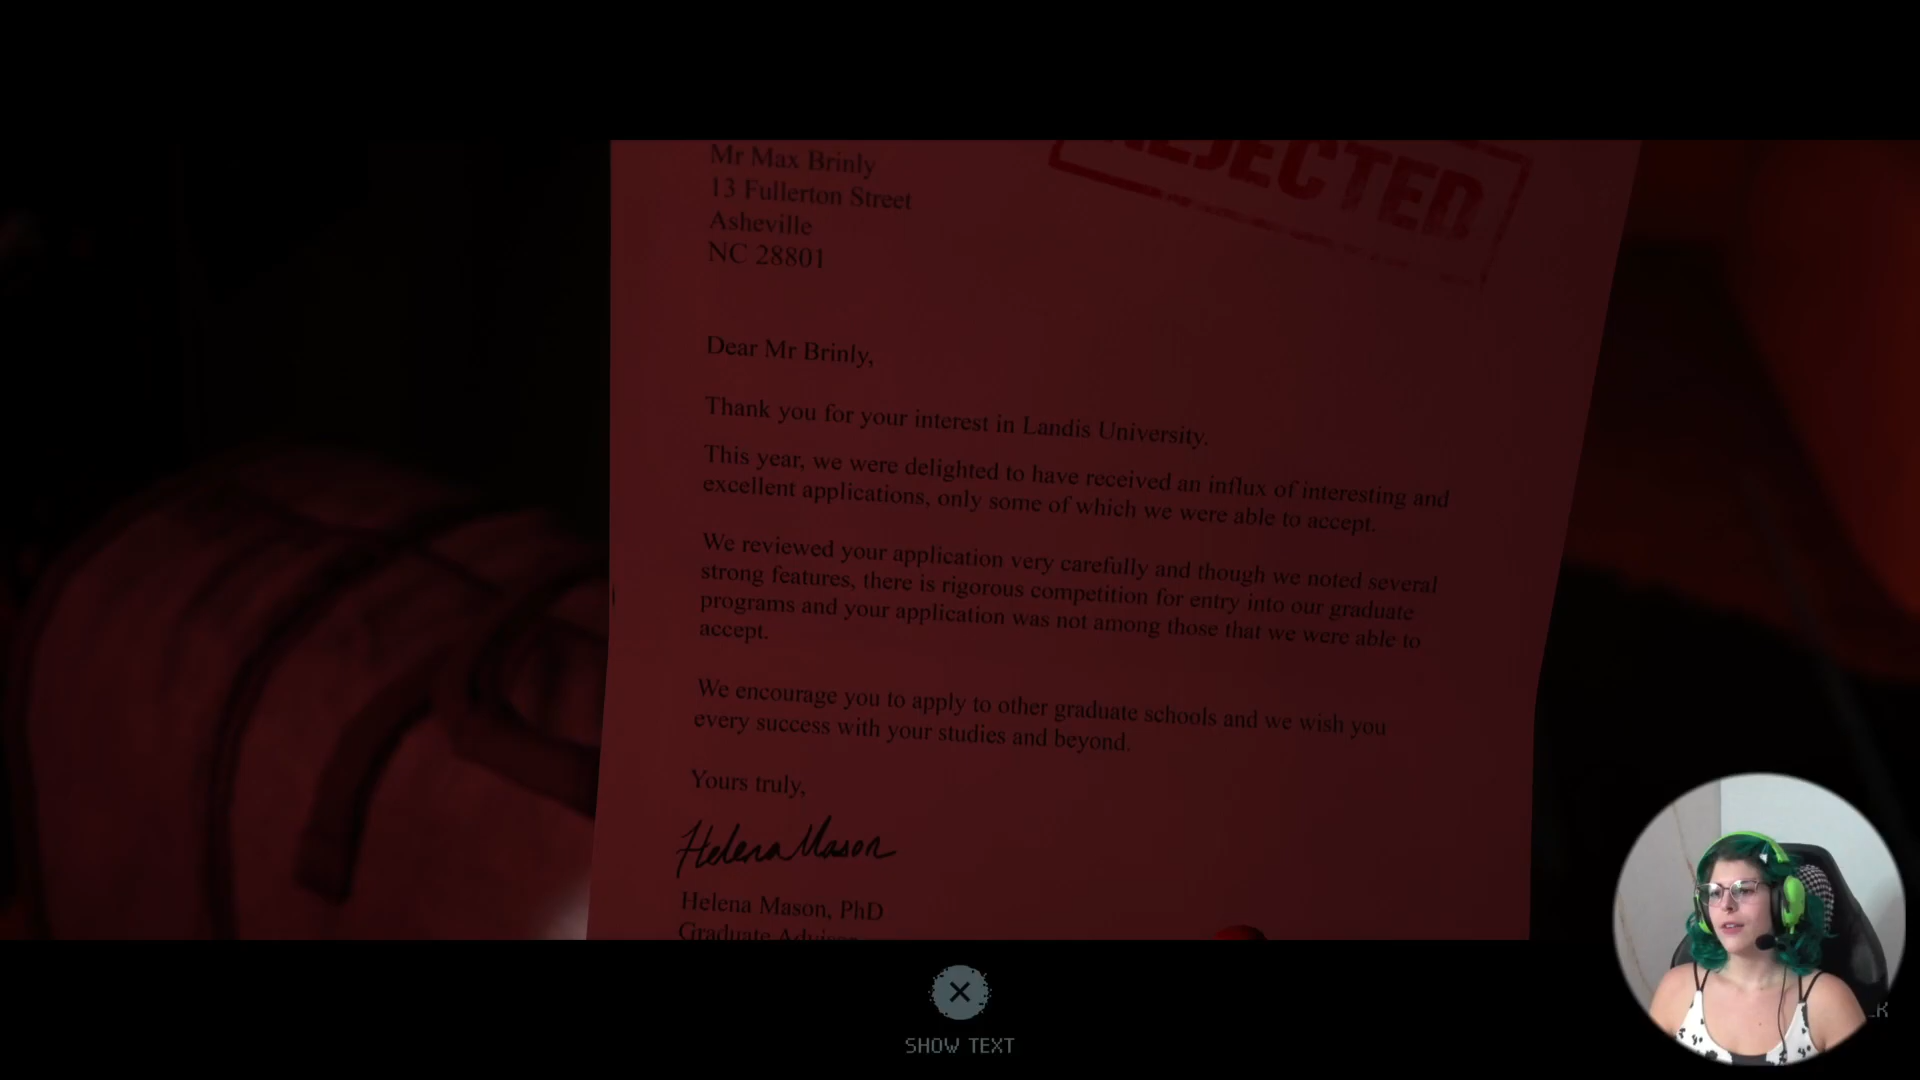 Mr Max Brinly
REJECTED
13 Fullerton Street
Asheville
NC 28801
Dear Mr Brinly,
Thank you for your interest in Landis University.
This year, we were delighted to have received an influx of interesting and
excellent applications, only some of which we were able to accept.
We reviewed your application very carefully and though we noted several
strong features, there is rigorous competition for entry into our graduate
programs and your application was not among those that we were able to
accept.
We encourage you to apply to other graduate schools and we wish you
every success with your studies and beyond.
Yours truly,
Helena Mason
Helena Mason, PhD
Graduate
SHOW TEXT